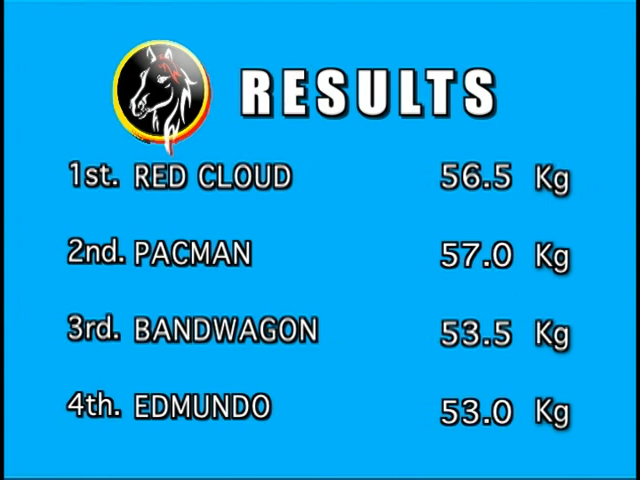 RESULTS
1st. RED CLOUD 56.5 Kg
2nd. PACMAN 57.0 Kg
3rd. BANDWAGON 53.5 Kg
4th. EDMUNDO 53.0 Kg